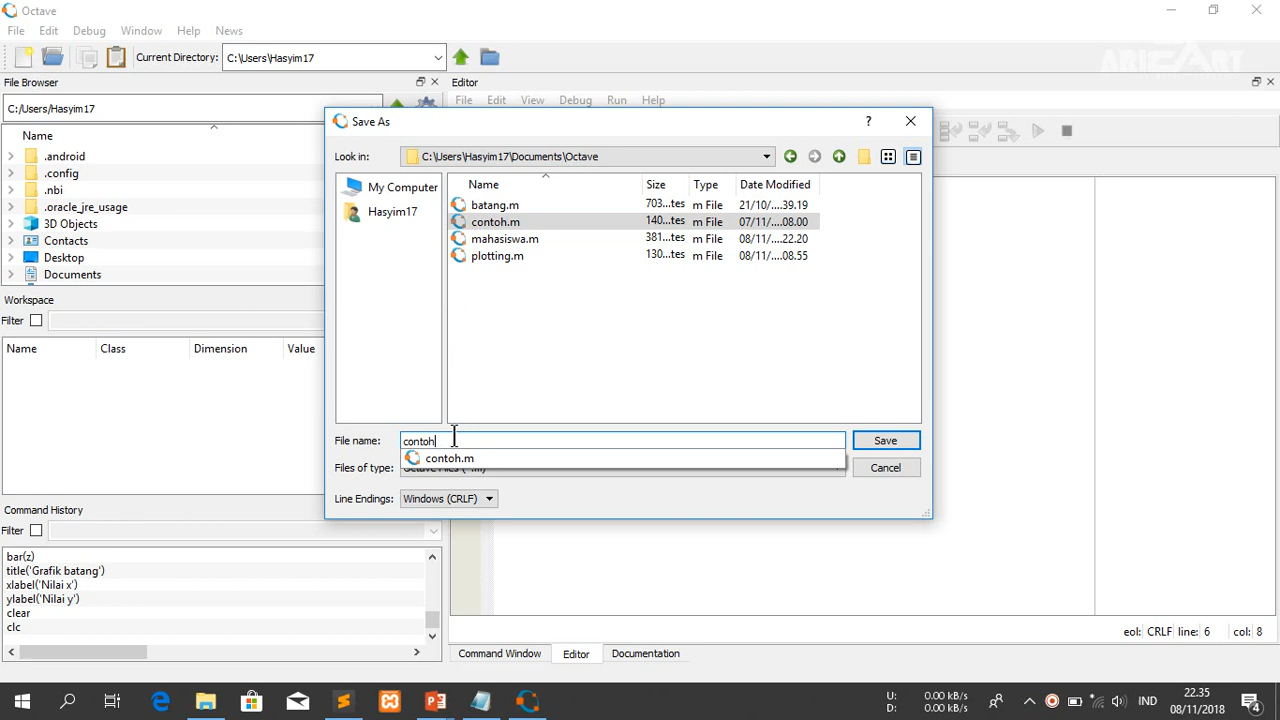 Octave
File Edit Debug Window Help News
Current Directory: C:\Users\Hasyim17
ARIFART
File Browser
Editor
C:/Users/Hasyim17
File Edit View Debug Run Help
Name
.android
.config
.nbi
.oracle_jre_usage
3D Objects
Contacts
Desktop
Documents
Workspace
Filter
Name Class Dimension Value
Command History
Filter
bar(z)
title('Grafik batang')
xlabel('Nilai x')
ylabel('Nilai y')
clear
clc
Save As
Look in: C:\Users\Hasyim17\Documents\Octave
My Computer
Hasyim17
Name Size Type Date Modified
batang.m 703...tes m File 21/10/....39.19
contoh.m 140...tes m File 07/11/....08.00
mahasiswa.m 381...tes m File 08/11/....22.20
plotting.m 130...tes m File 08/11/....08.55
File name: contoh Save
contoh.m
Files of type: Cancel
Line Endings: Windows (CRLF)
eol: CRLF line: 6 col: 8
Command Window Editor Documentation
U: 0.00 kB/s
D: 0.00 kB/s
IND
22.35
08/11/2018
4